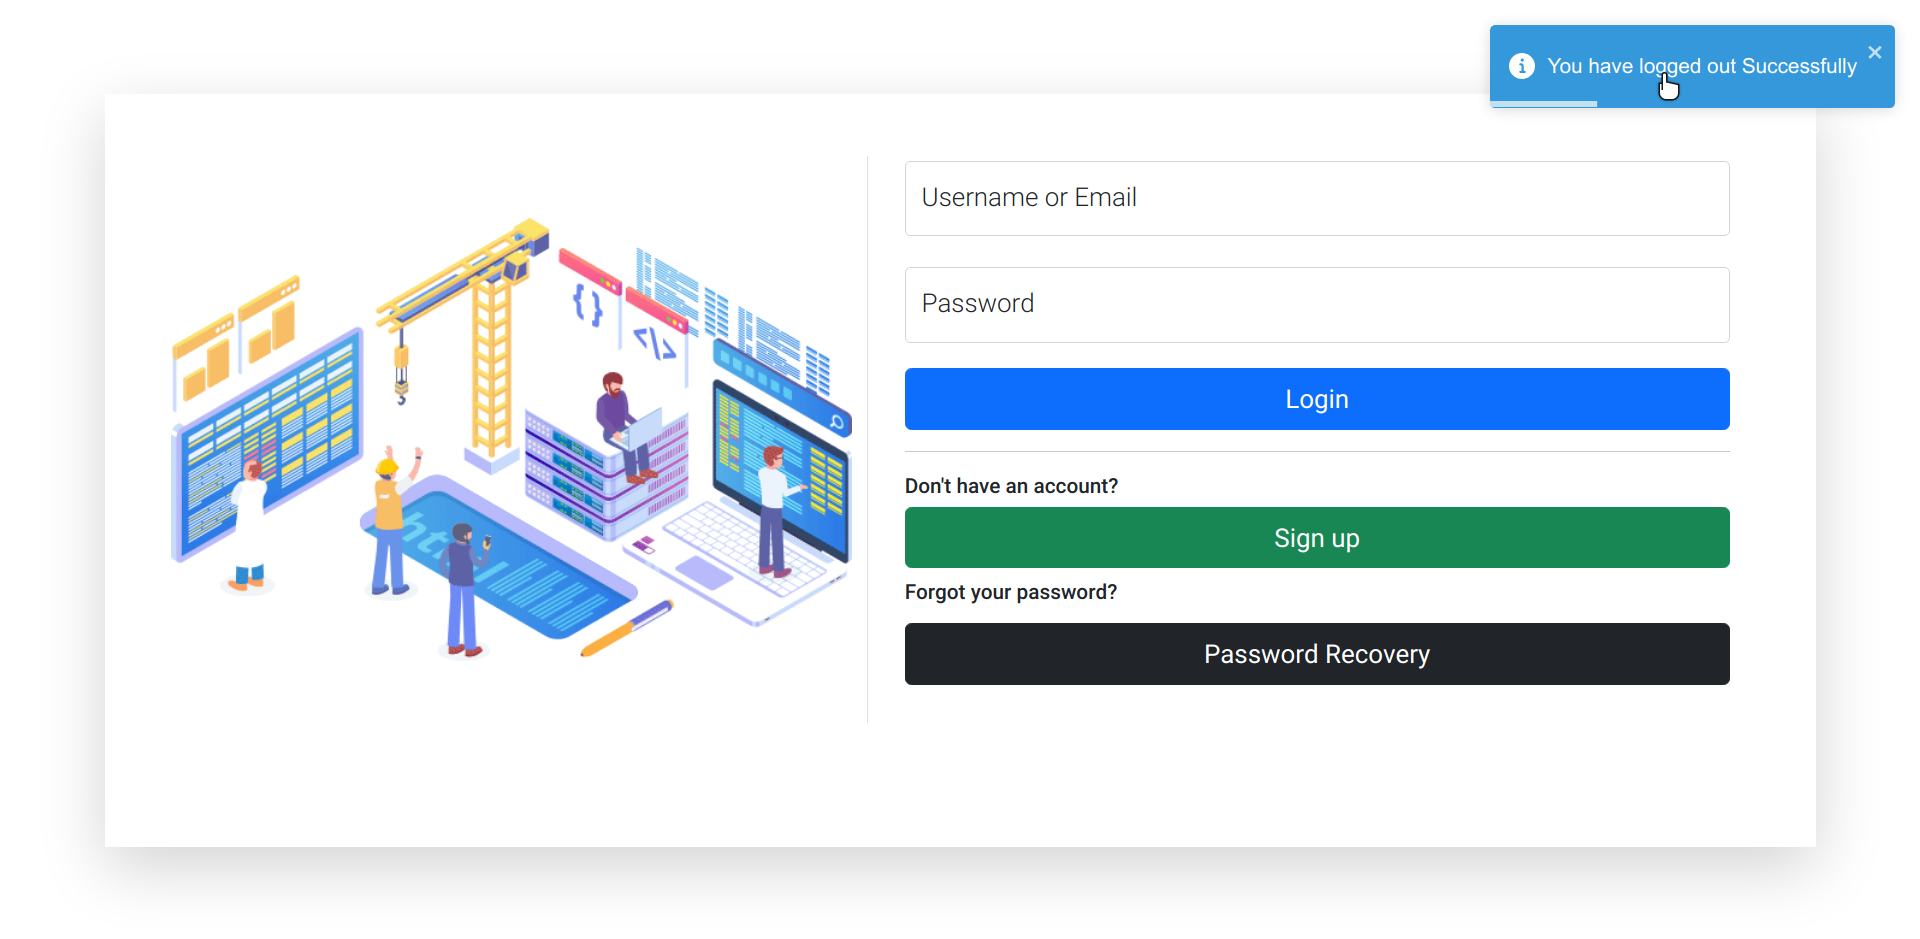 You have logged out Successfully
Username or Email
Password
Login
Don't have an account?
Sign up
Forgot your password?
Password Recovery
{}
</>
html